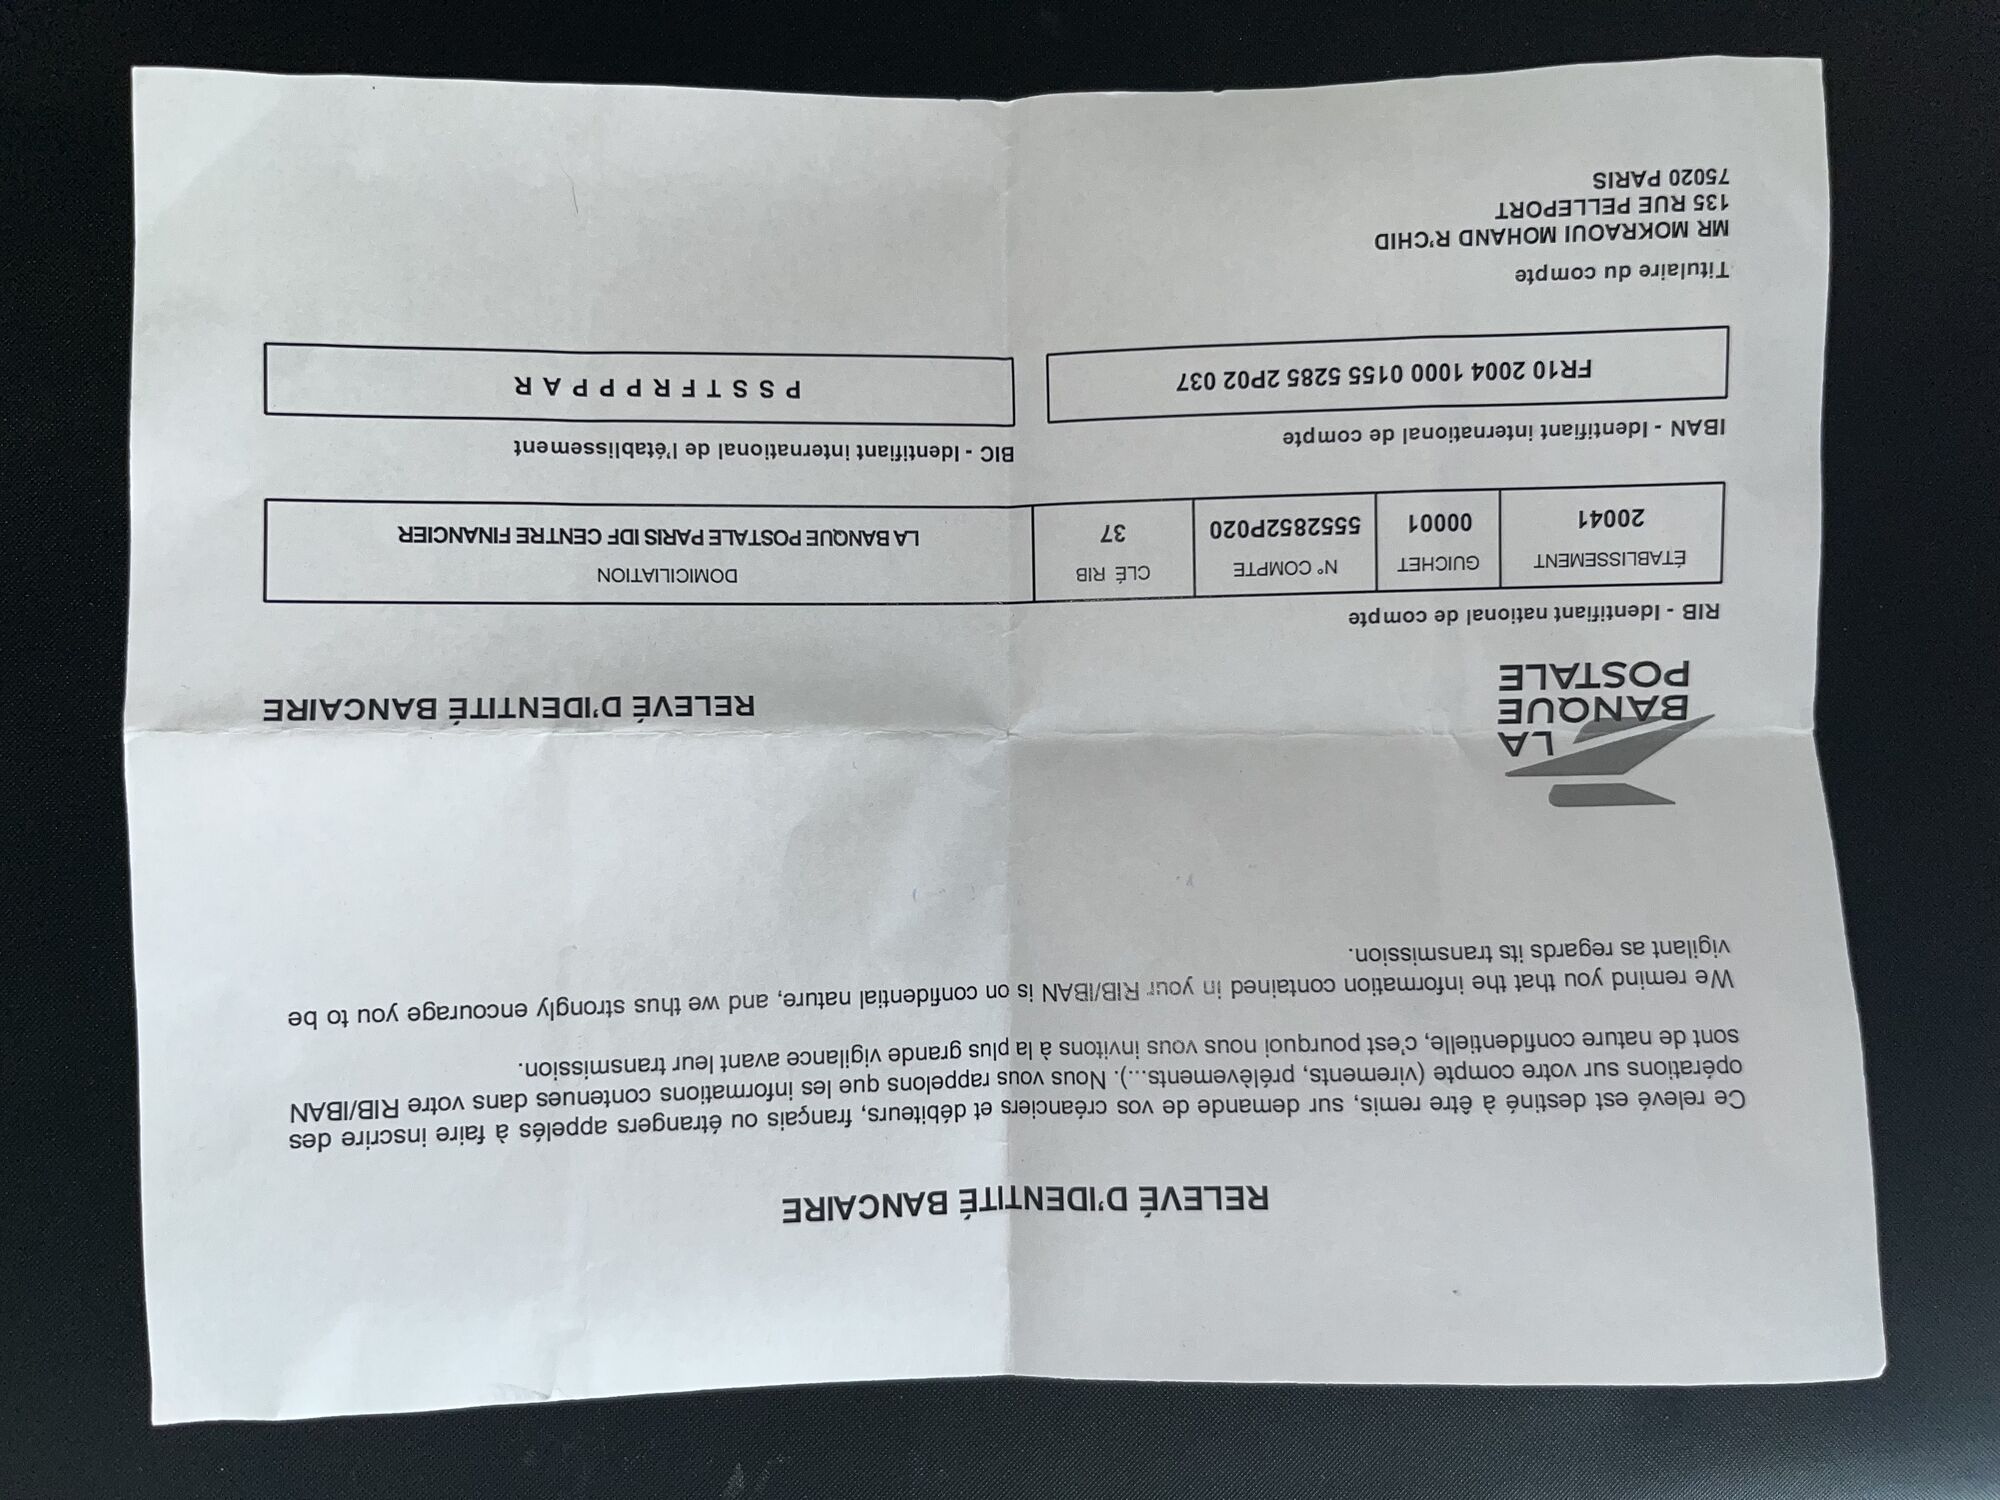 RELEVÉ D'IDENTITÉ BANCAIRE
Ce relevé est destiné à être remis, sur demande de vos créanciers et débiteurs, français ou étrangers appelés à faire inscrire des
opérations sur votre compte (virements, prélèvements...). Nous vous rappelons que les informations contenues dans votre RIB/IBAN
sont de nature confidentielle, c'est pourquoi nous vous invitons à la plus grande vigilance avant leur transmission.
We remind you that the information contained in your RIB/IBAN is on confidential nature, and we thus strongly encourage you to be
vigilant as regards its transmission.
LA
BANQUE
POSTALE
RELEVÉ D'IDENTITÉ BANCAIRE
RIB - Identifiant national de compte
ÉTABLISSEMENT GUICHET N° COMPTE CLÉ RIB DOMICILIATION
20041 00001 5552852P020 37 LA BANQUE POSTALE PARIS IDF CENTRE FINANCIER
IBAN - Identifiant international de compte BIC - Identifiant international de l'établissement
FR10 2004 1000 0155 5285 2P02 037 P S S T F R P P P A R
Titulaire du compte
MR MOKRAOUI MOHAND R'CHID
135 RUE PELLEPORT
75020 PARIS